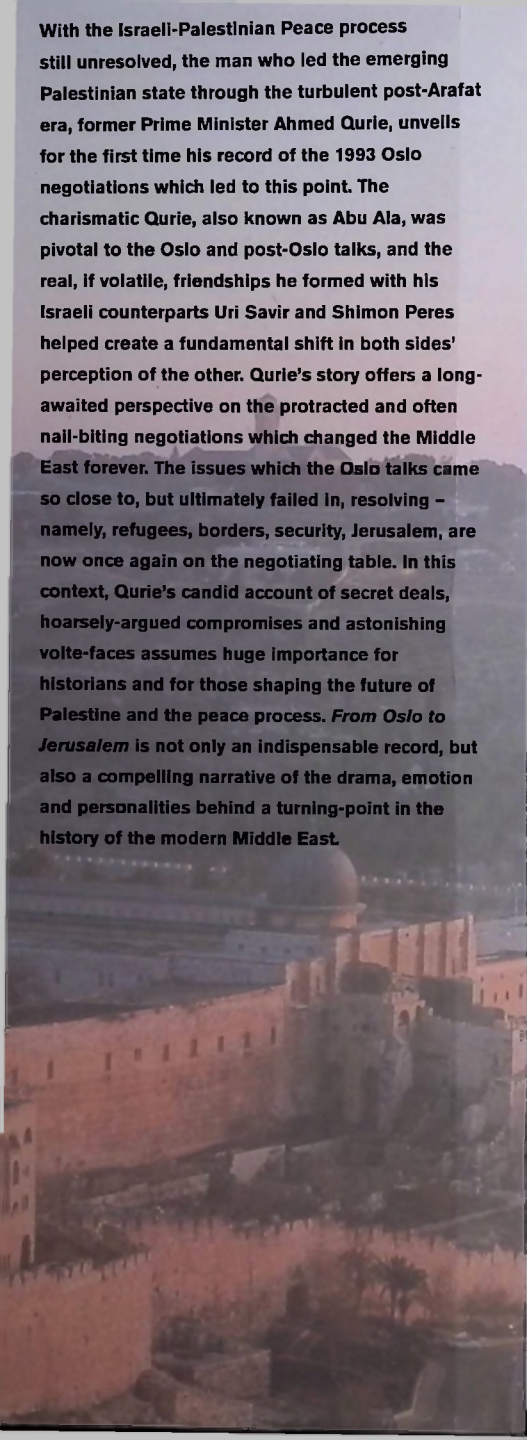 With the Israeli-Palestinian Peace process
still unresolved, the man who led the emerging
Palestinian state through the turbulent post-Arafat
era, former Prime Minister Ahmed Qurie, unveils
for the first time his record of the 1993 Oslo
negotiations which led to this point. The
charismatic Qurie, also known as Abu Ala, was
pivotal to the Oslo and post-Oslo talks, and the
real, if volatile, friendships he formed with his
Israeli counterparts Uri Savir and Shimon Peres
helped create a fundamental shift in both sides'
perception of the other. Qurie's story offers a long-
awaited perspective on the protracted and often
nail-biting negotiations which changed the Middle
East forever. The issues which the Oslo talks came
so close to, but ultimately failed in, resolving –
namely, refugees, borders, security, Jerusalem, are
now once again on the negotiating table. In this
context, Qurie's candid account of secret deals,
hoarsely-argued compromises and astonishing
volte-faces assumes huge importance for
historians and for those shaping the future of
Palestine and the peace process. From Oslo to
Jerusalem is not only an indispensable record, but
also a compelling narrative of the drama, emotion
and personalities behind a turning-point in the
history of the modern Middle East.